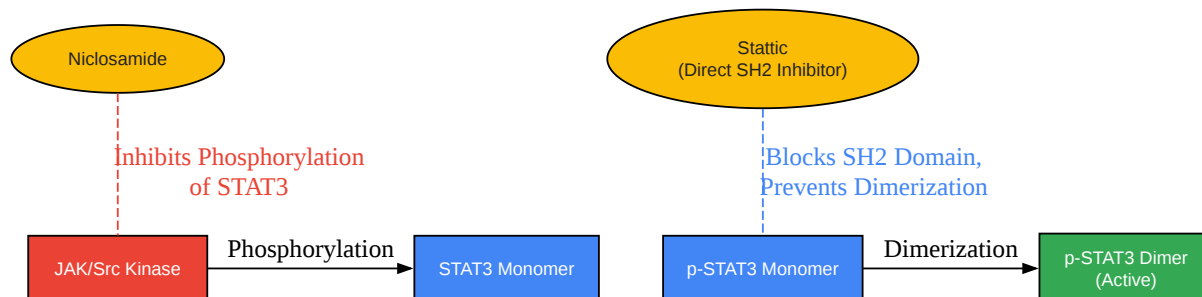 Niclosamide
Stattic
(Direct SH2 Inhibitor)
Inhibits Phosphorylation
of STAT3
Blocks SH2 Domain,
Prevents Dimerization
JAK/Src Kinase
Phosphorylation
STAT3 Monomer
p-STAT3 Monomer
Dimerization
p-STAT3 Dimer
(Active)